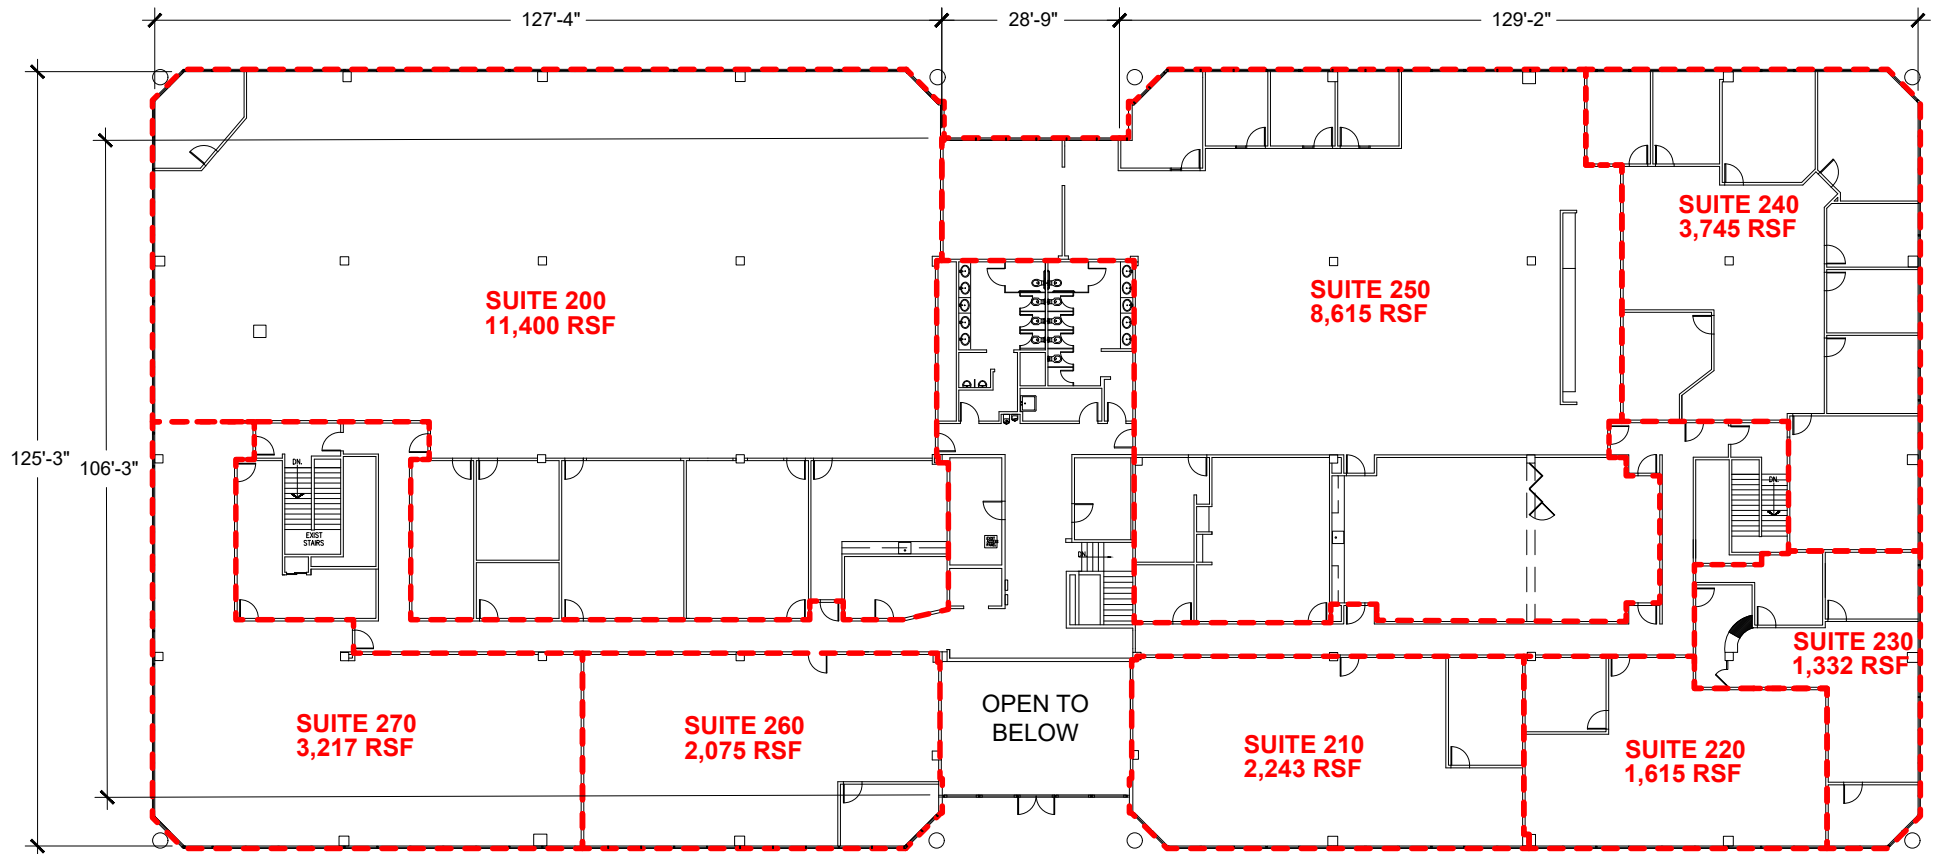 127'-4"
28'-9"
129'-2"
125'-3"
106'-3"
SUITE 200
11,400 RSF
SUITE 250
8,615 RSF
SUITE 240
3,745 RSF
DN.
EXIST
STAIRS
DN.
DN.
SUITE 270
3,217 RSF
SUITE 260
2,075 RSF
OPEN TO
BELOW
SUITE 210
2,243 RSF
SUITE 220
1,615 RSF
SUITE 230
1,332 RSF